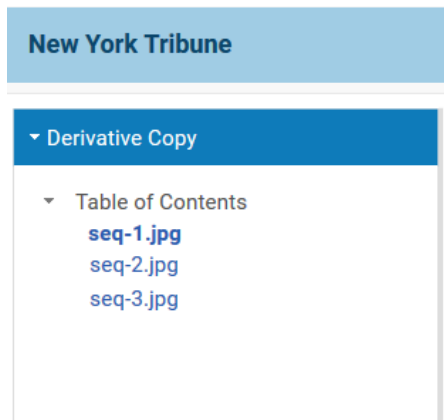 New York Tribune
Derivative Copy
Table of Contents
seq-1.jpg
seq-2.jpg
seq-3.jpg